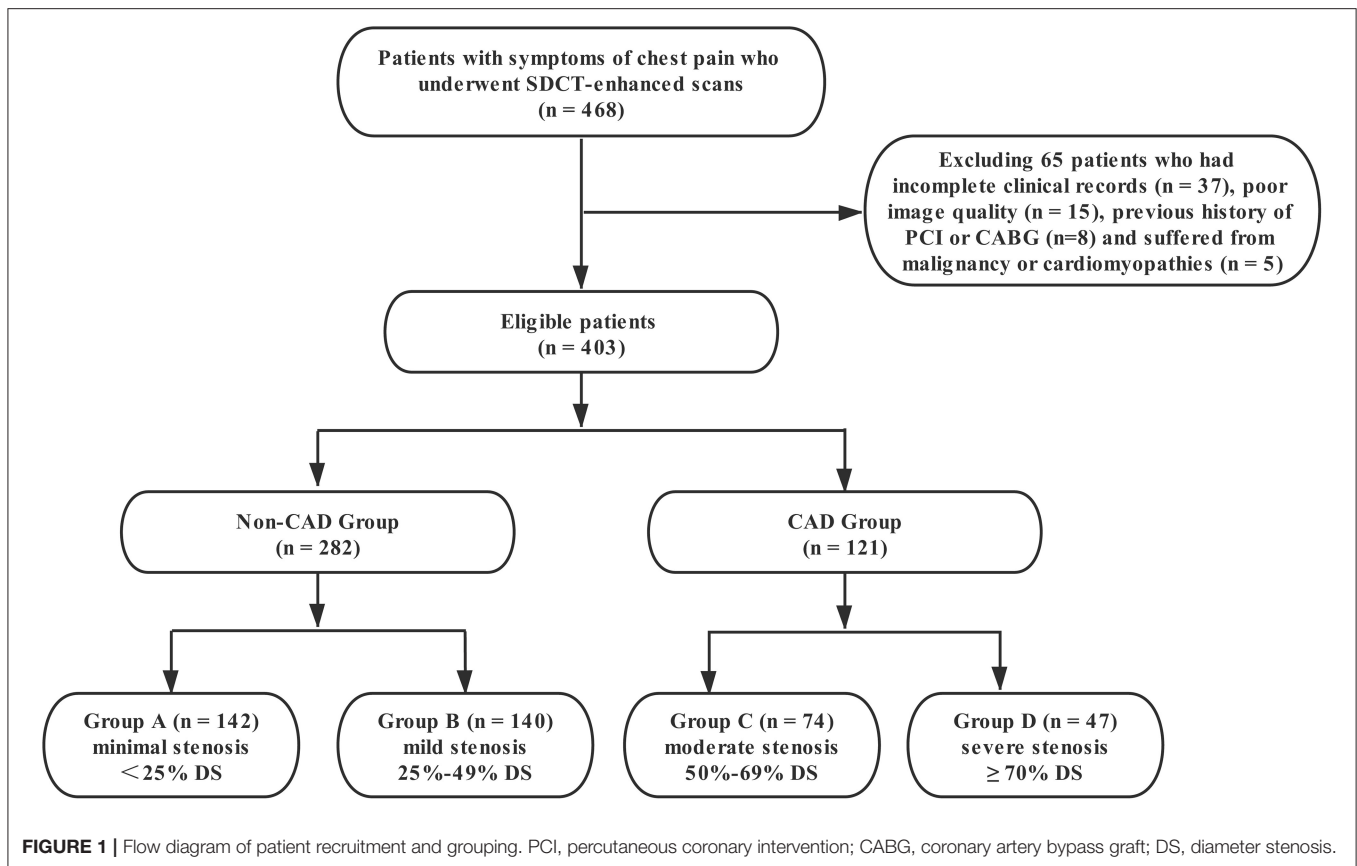 Patients with symptoms of chest pain who
underwent SDCT-enhanced scans
(n = 468)
Excluding 65 patients who had
incomplete clinical records (n = 37), poor
image quality (n = 15), previous history of
PCI or CABG (n=8) and suffered from
malignancy or cardiomyopathies (n = 5)
Eligible patients
(n = 403)
Non-CAD Group
(n = 282)
CAD Group
(n = 121)
Group A (n = 142)
minimal stenosis
<25% DS
Group B (n = 140)
mild stenosis
25%-49% DS
Group C (n = 74)
moderate stenosis
50%-69% DS
Group D (n = 47)
severe stenosis
≥ 70% DS
FIGURE 1 | Flow diagram of patient recruitment and grouping. PCI, percutaneous coronary intervention; CABG, coronary artery bypass graft; DS, diameter stenosis.